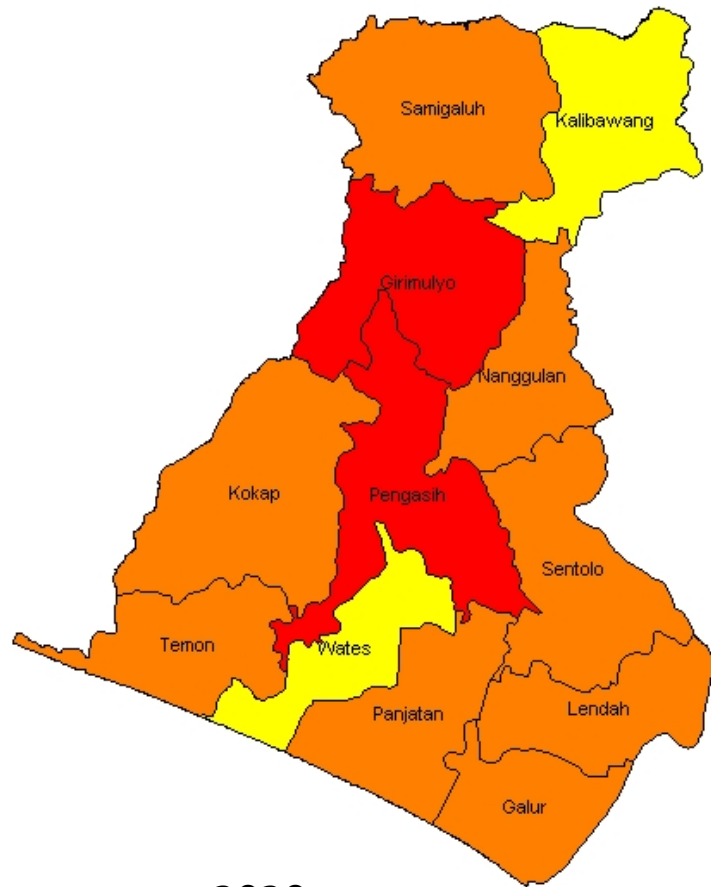 Samigaluh
Kalibawang
Girimulyo
Nanggulan
Kokap
Pengasih
Sentolo
Temon
Wates
Panjatan
Lendah
Galur